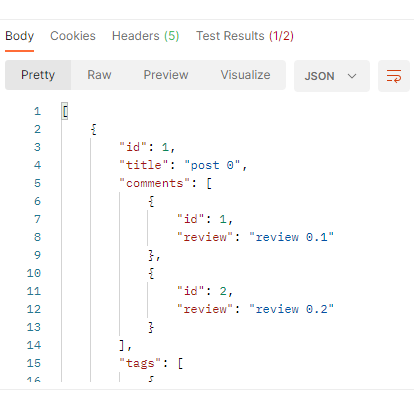 Body Cookies Headers (5) Test Results (1/2)
Pretty Raw Preview Visualize JSON
1 [
2 {
3 "id": 1,
4 "title": "post 0",
5 "comments": [
6 {
7 "id": 1,
8 "review": "review 0.1"
9 },
10 {
11 "id": 2,
12 "review": "review 0.2"
13 }
14 ],
15 "tags": [
16 {